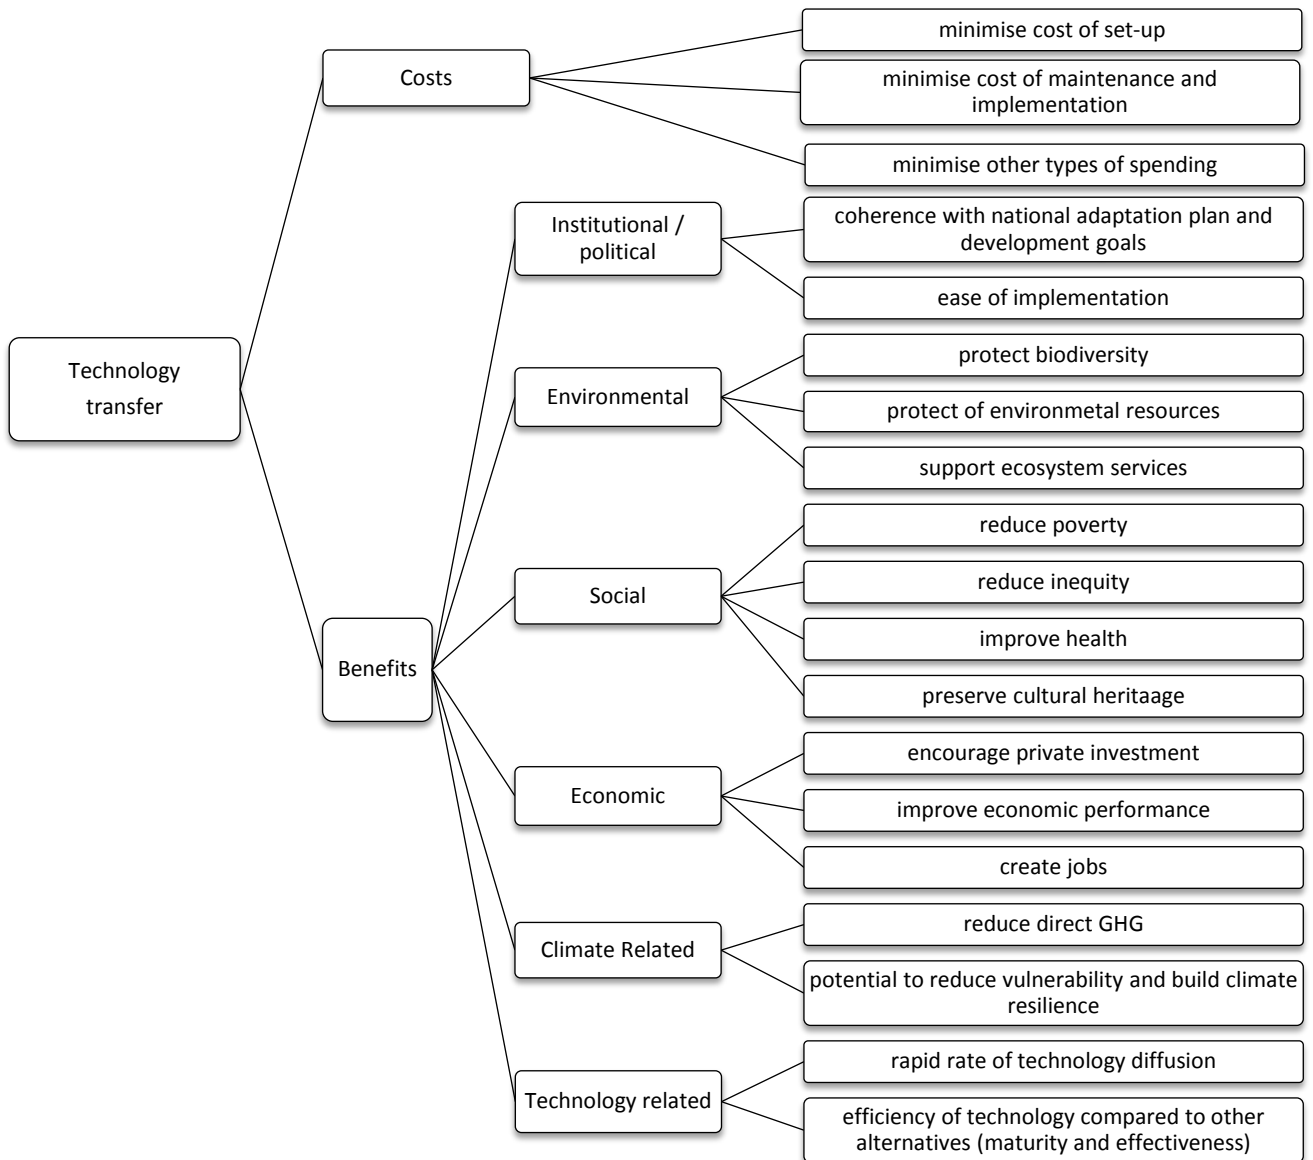 minimise cost of set-up
Costs
minimise cost of maintenance and
implementation
minimise other types of spending
Institutional /
political
coherence with national adaptation plan and
development goals
ease of implementation
Technology
transfer
protect biodiversity
Environmental
protect of environmetal resources
support ecosystem services
reduce poverty
Social
reduce inequity
improve health
Benefits
preserve cultural heritaage
encourage private investment
Economic
improve economic performance
create jobs
reduce direct GHG
Climate Related
potential to reduce vulnerability and build climate
resilience
rapid rate of technology diffusion
Technology related
efficiency of technology compared to other
alternatives (maturity and effectiveness)